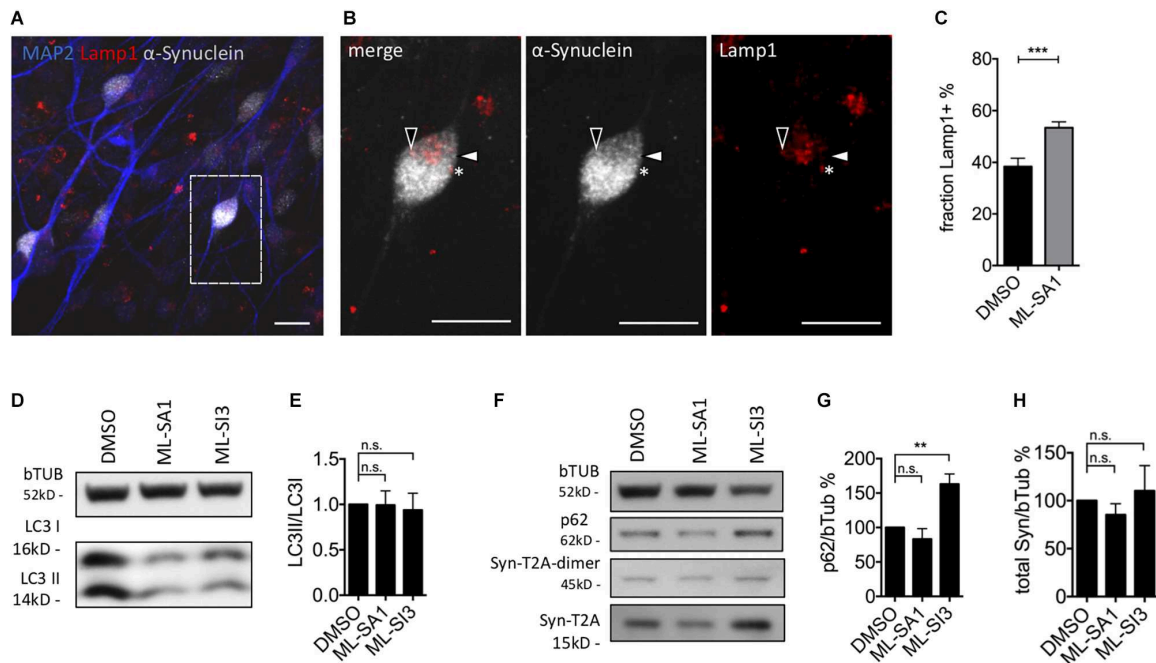 A
MAP2 Lamp1 α-Synuclein
B
merge
α-Synuclein
Lamp1
*
*
*
C
fraction Lamp1+ %
80
60
40
20
0
***
DMSO
ML-SA1
D
DMSO
ML-SA1
ML-SI3
bTUB
52kD -
LC3 I
16kD -
LC3 II
14kD -
E
LC3II/LC3I
1.5
1.0
0.5
0.0
n.s.
n.s.
DMSO
ML-SA1
ML-SI3
F
DMSO
ML-SA1
ML-SI3
bTUB
52kD -
p62
62kD -
Syn-T2A-dimer
45kD -
Syn-T2A
15kD -
G
p62/bTub %
200
150
100
50
0
n.s.
**
DMSO
ML-SA1
ML-SI3
H
total Syn/bTub %
150
100
50
0
n.s.
n.s.
DMSO
ML-SA1
ML-SI3